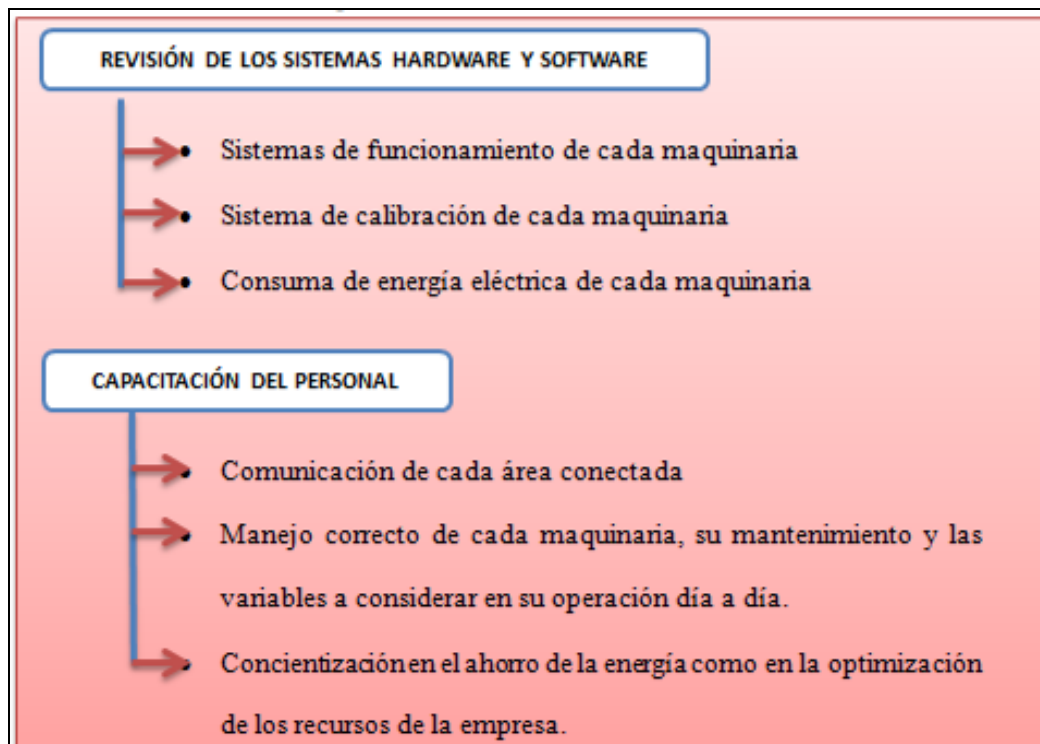 REVISIÓN DE LOS SISTEMAS HARDWARE Y SOFTWARE
• Sistemas de funcionamiento de cada maquinaria
• Sistema de calibración de cada maquinaria
• Consuma de energía eléctrica de cada maquinaria
CAPACITACIÓN DEL PERSONAL
• Comunicación de cada área conectada
• Manejo correcto de cada maquinaria, su mantenimiento y las
variables a considerar en su operación día a día.
• Concientización en el ahorro de la energía como en la optimización
de los recursos de la empresa.